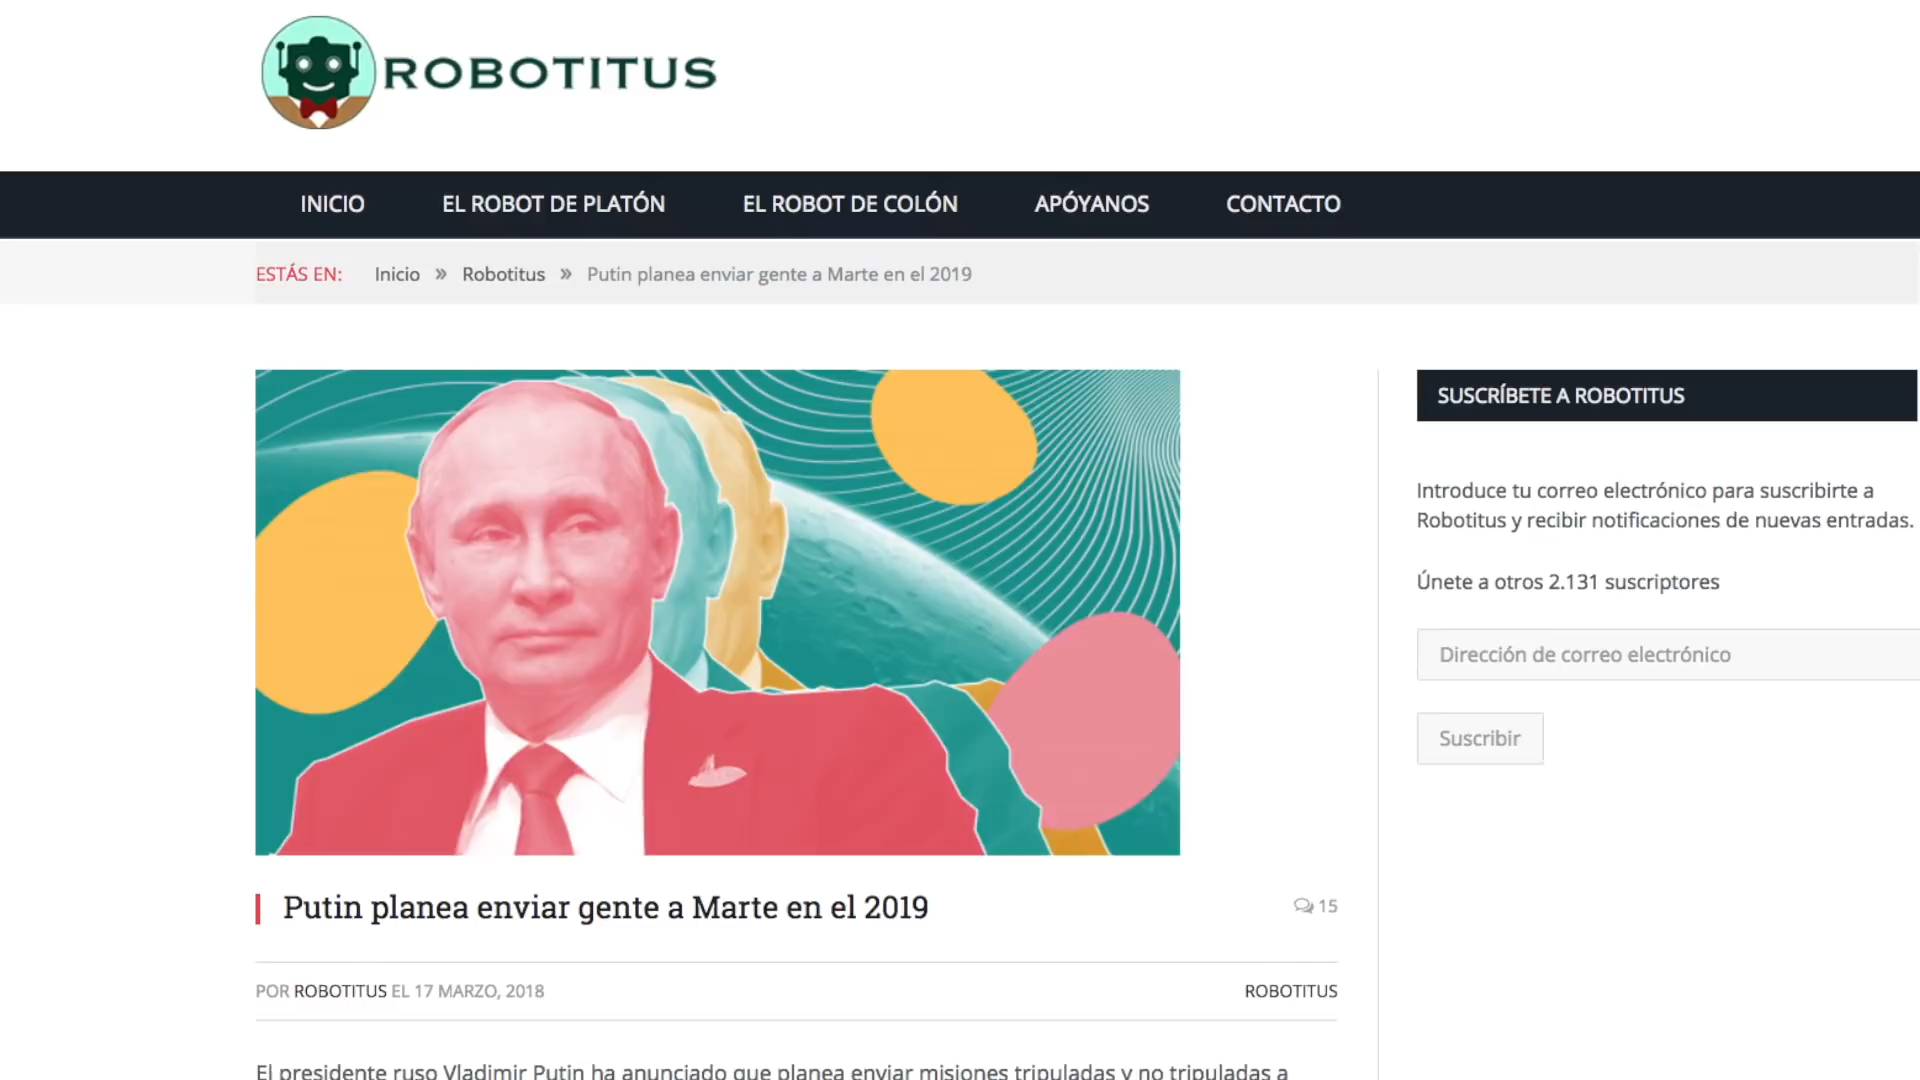 ROBOTITUS
INICIO EL ROBOT DE PLATÓN EL ROBOT DE COLÓN APÓYANOS CONTACTO
ESTÁS EN: Inicio » Robotitus » Putin planea enviar gente a Marte en el 2019
SUSCRÍBETE A ROBOTITUS
Introduce tu correo electrónico para suscribirte a
Robotitus y recibir notificaciones de nuevas entradas.
Únete a otros 2.131 suscriptores
Dirección de correo electrónico
Suscribir
Putin planea enviar gente a Marte en el 2019
15
POR ROBOTITUS EL 17 MARZO, 2018
ROBOTITUS
El presidente ruso Vladimir Putin ha anunciado que planea enviar misiones tripuladas y no tripuladas a